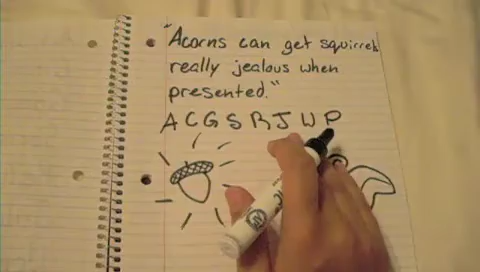 "Acorns can get squirrels
really jealous when
presented."
A C G S R J W P